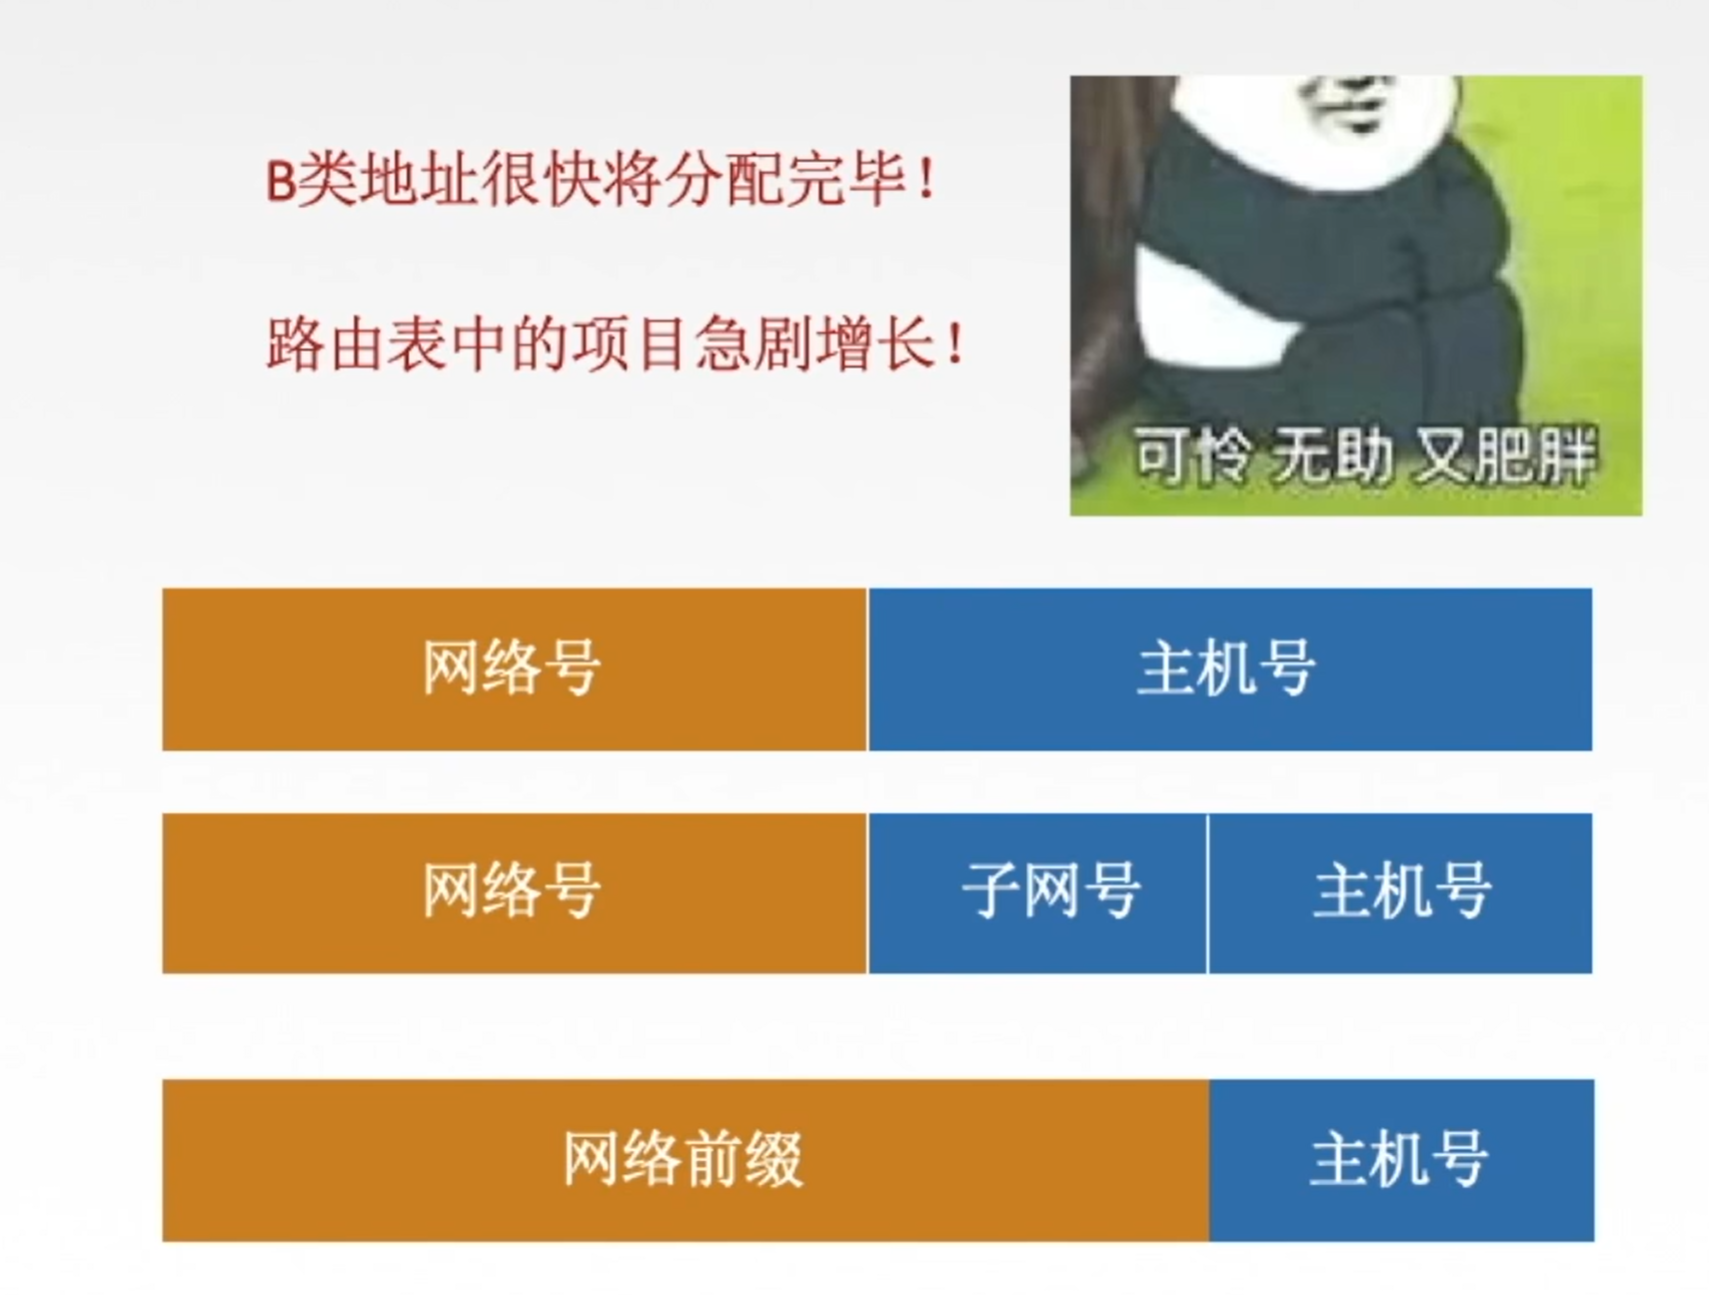 B类地址很快将分配完毕！
路由表中的项目急剧增长！
可怜 无助 又肥胖
网络号 主机号
网络号 子网号 主机号
网络前缀 主机号